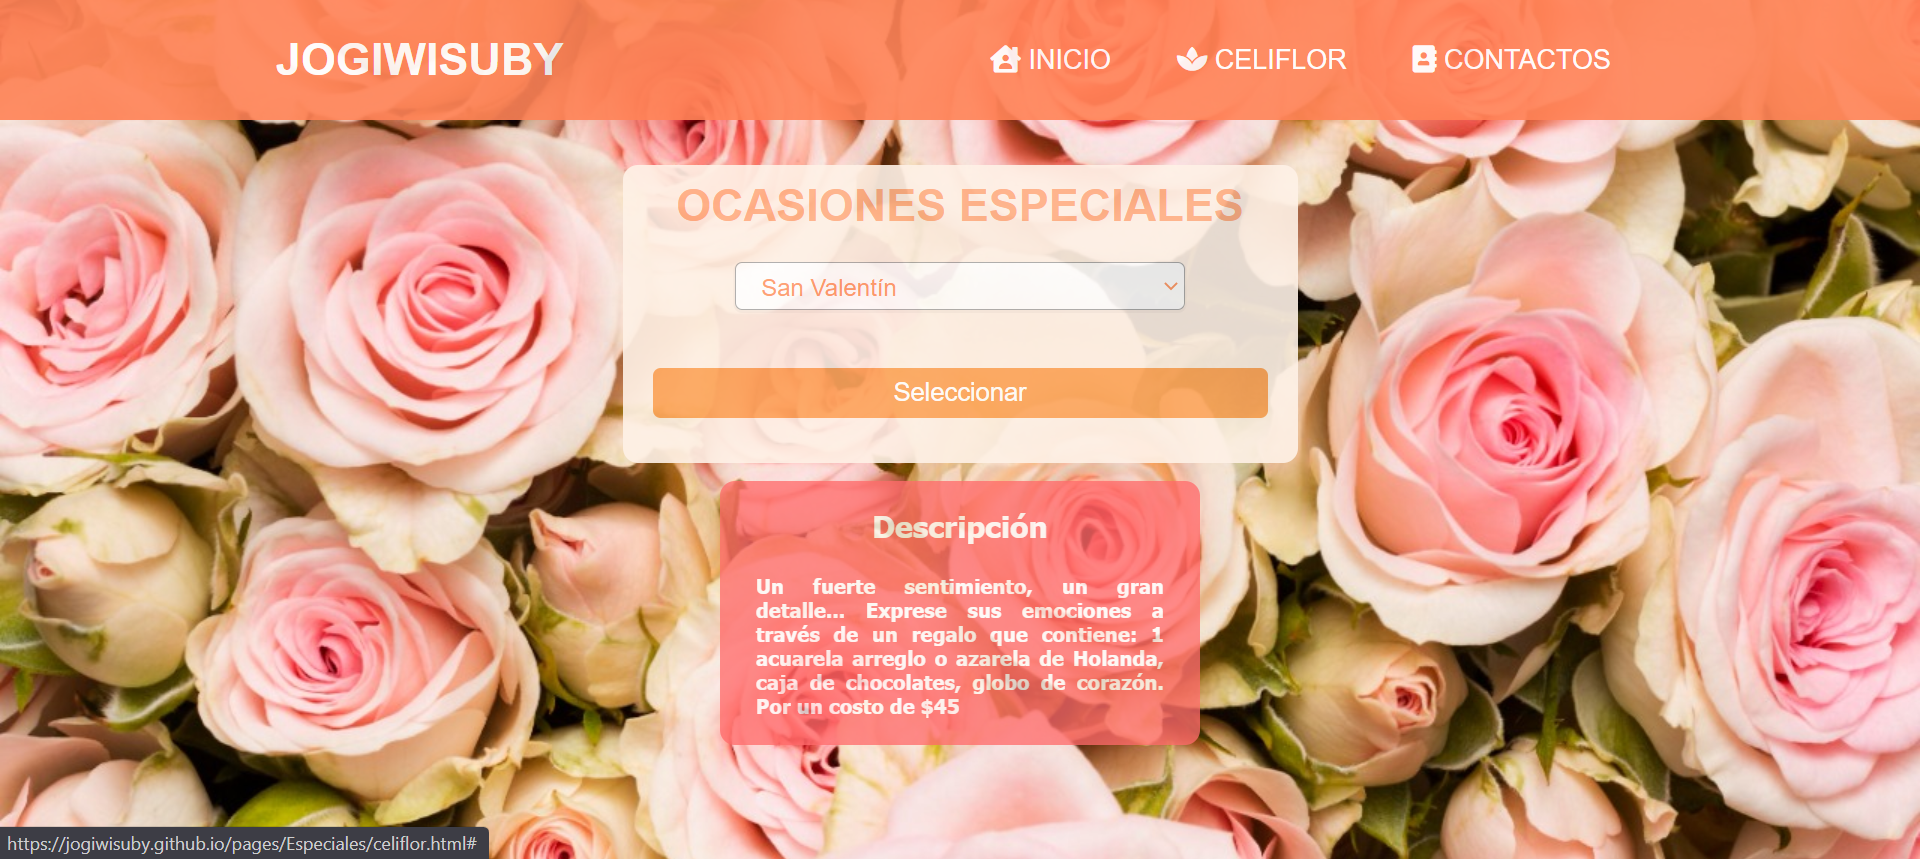 JOGIWISUBY
INICIO
CELIFLOR
CONTACTOS
OCASIONES ESPECIALES
San Valentín
Seleccionar
Descripción
Un fuerte sentimiento, un gran
detalle... Exprese sus emociones a
través de un regalo que contiene: 1
acuarela arreglo o azarela de Holanda,
caja de chocolates, globo de corazón.
Por un costo de $45
https://jogiwisuby.github.io/pages/Especiales/celiflor.html#